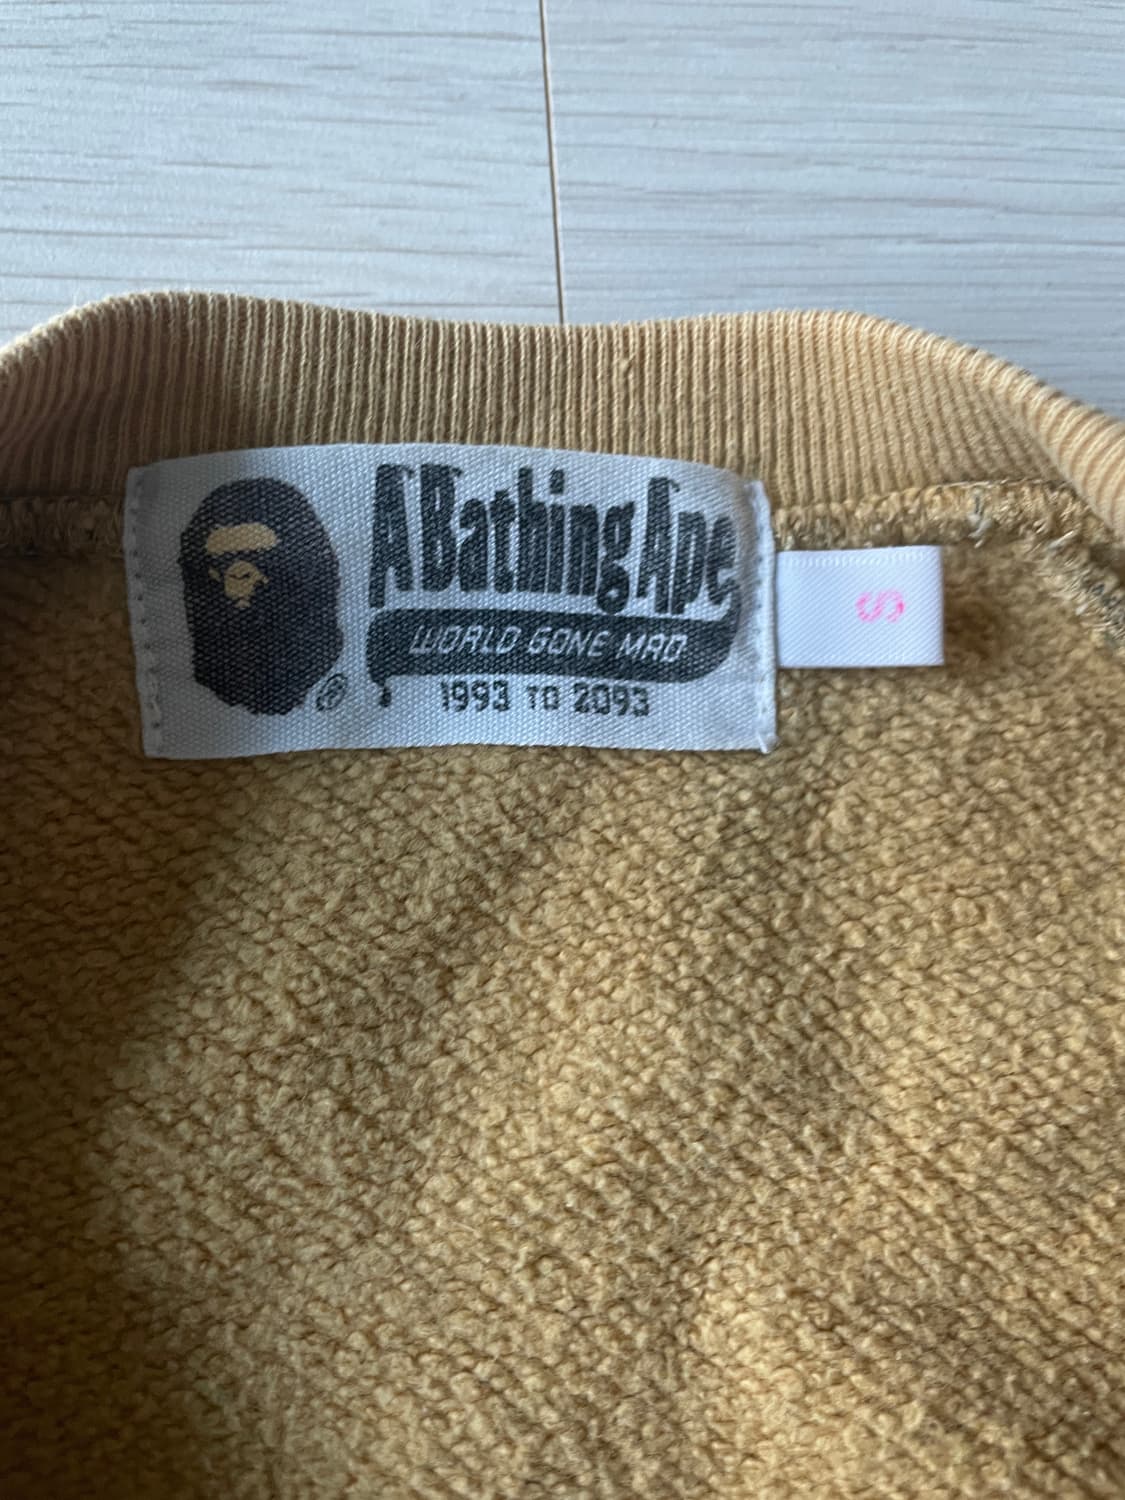 A Bathing Ape
WORLD GONE MAD
1993 TO 2093
®
S